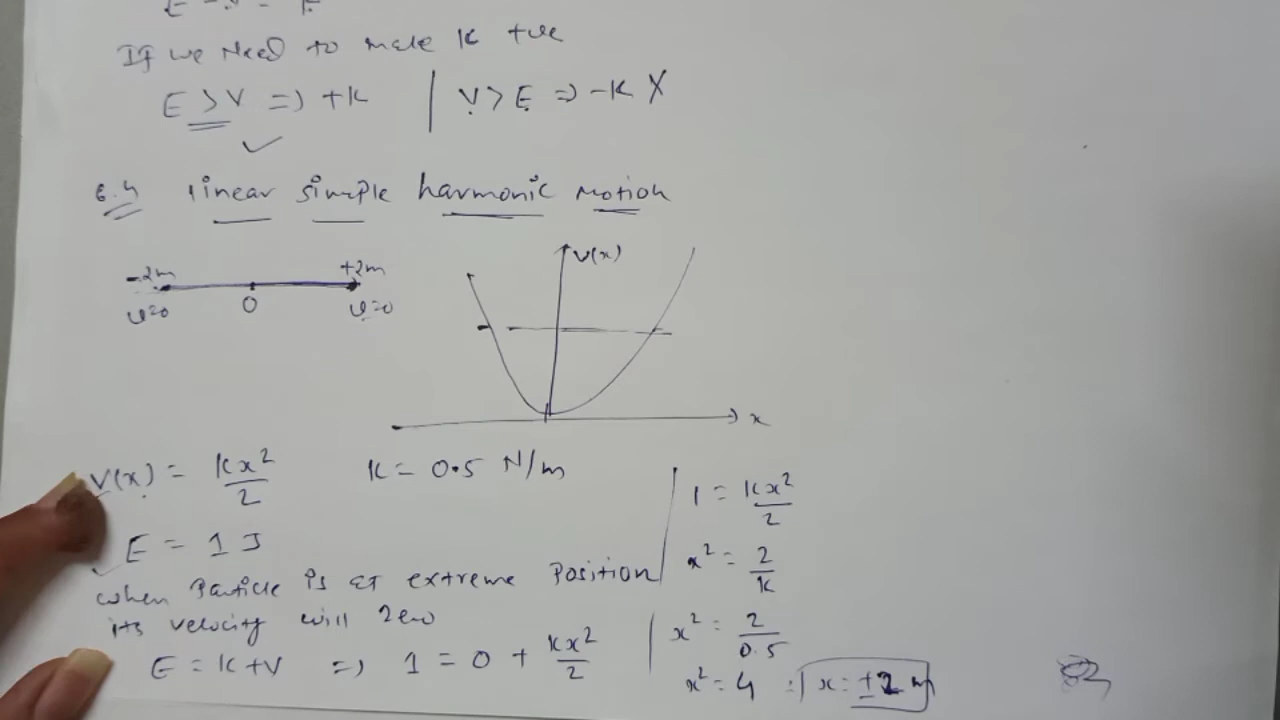 If we Need to make K +ve
E > V => +K | V > E => -K X
6.4 linear simple harmonic motion
-2m +2m
v=0 0 v=0
V(x)
x
V(x) = kx²/2 K = 0.5 N/m
E = 1 J
when particle is at extreme position
its velocity will zero
E = K+V => 1 = 0 + kx²/2
1 = kx²/2
x² = 2/K
x² = 2/0.5
x² = 4 :| x = ±2 m